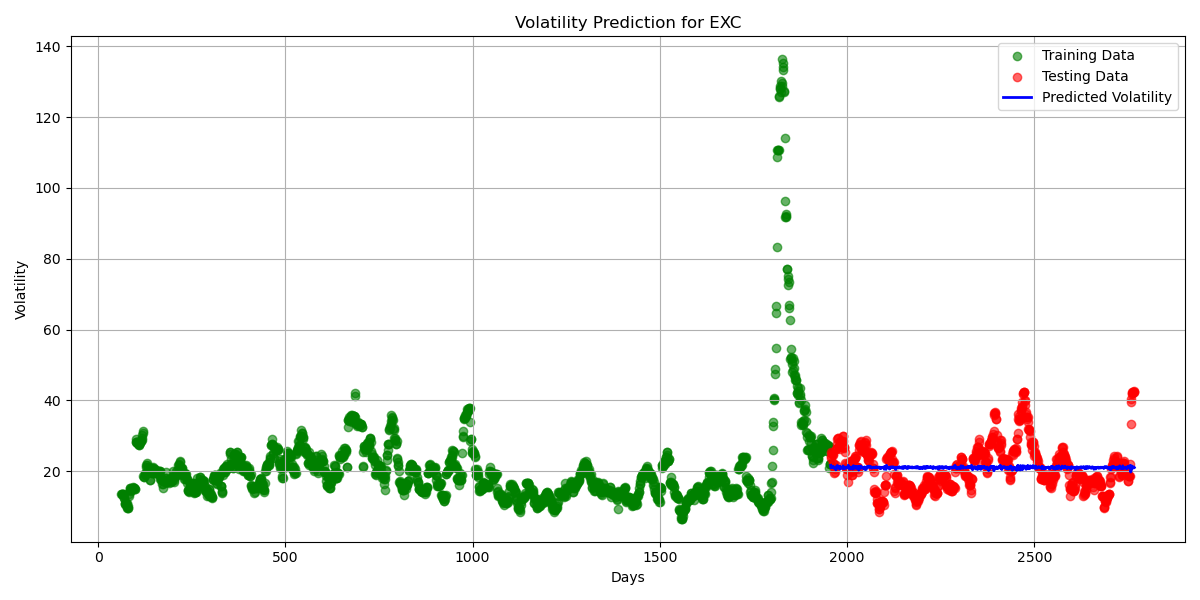 Volatility Prediction for EXC
Training Data
Testing Data
Predicted Volatility
140
120
100
80
60
40
20
Volatility
0
500
1000
1500
2000
2500
Days